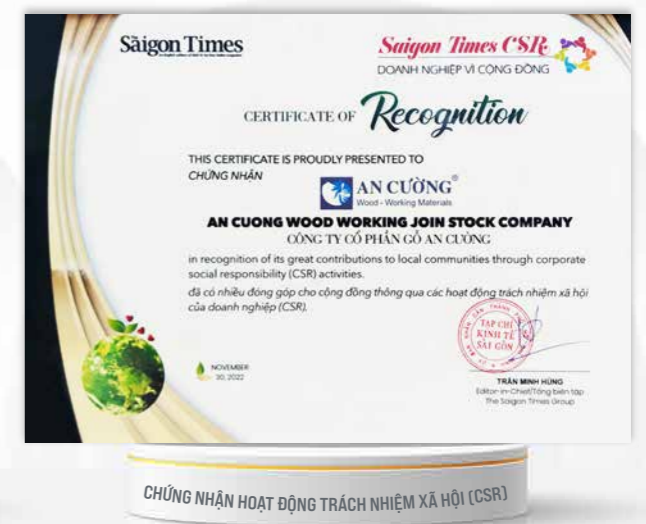 Sàigon Times
Saigon Times CSR
DOANH NGHIỆP VÌ CỘNG ĐỒNG
CERTIFICATE OF Recognition
THIS CERTIFICATE IS PROUDLY PRESENTED TO
CHỨNG NHẬN
AN CƯỜNG®
Wood - Working Materials
AN CUONG WOOD WORKING JOIN STOCK COMPANY
CÔNG TY CỔ PHẦN GỖ AN CƯỜNG
in recognition of its great contributions to local communities through corporate
social responsibility (CSR) activities.
đã có nhiều đóng góp cho cộng đồng thông qua các hoạt động trách nhiệm xã hội
của doanh nghiệp (CSR).
TẠP CHÍ
KINH TẾ
SÀI GÒN
NOVEMBER
30, 2022
TRẦN MINH HÙNG
Editor-in-Chief/Tổng biên tập
The Saigon Times Group
CHỨNG NHẬN HOẠT ĐỘNG TRÁCH NHIỆM XÃ HỘI (CSR)